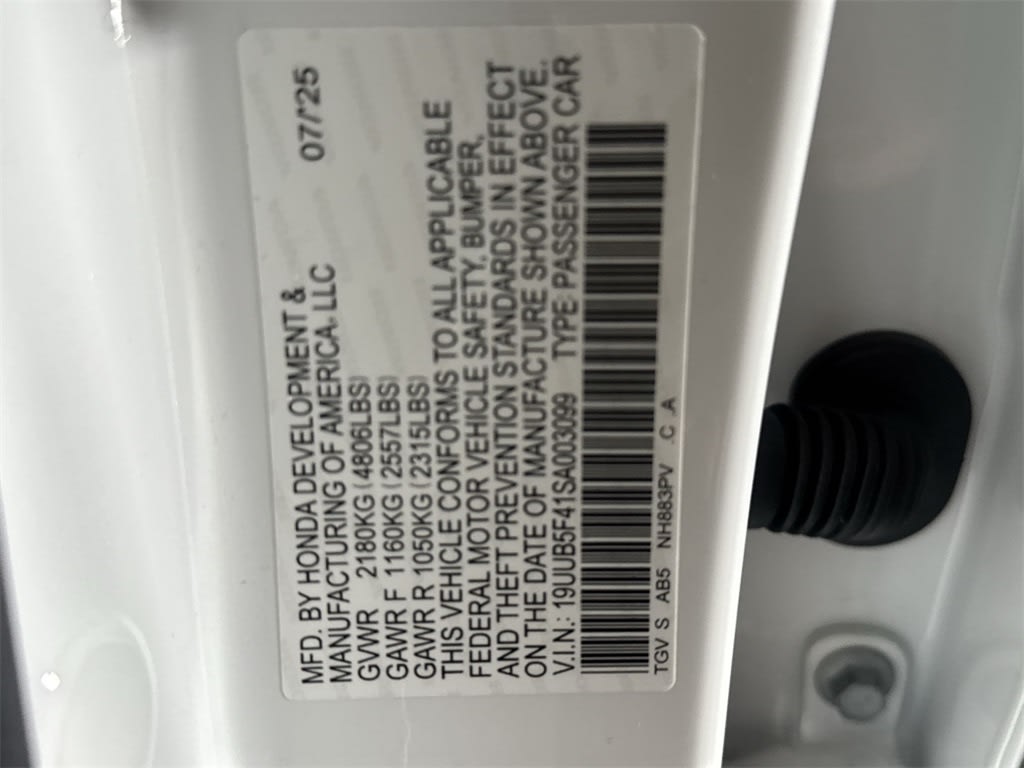 MFD. BY HONDA DEVELOPMENT &
MANUFACTURING OF AMERICA, LLC 07/'25
GVWR 2180KG (4806LBS)
GAWR F 1160KG (2557LBS)
GAWR R 1050KG (2315LBS)
THIS VEHICLE CONFORMS TO ALL APPLICABLE
FEDERAL MOTOR VEHICLE SAFETY, BUMPER,
AND THEFT PREVENTION STANDARDS IN EFFECT
ON THE DATE OF MANUFACTURE SHOWN ABOVE.
V.I.N.: 19UUB5F41SA003099 TYPE: PASSENGER CAR
TGV S AB5 NH883PV .C .A